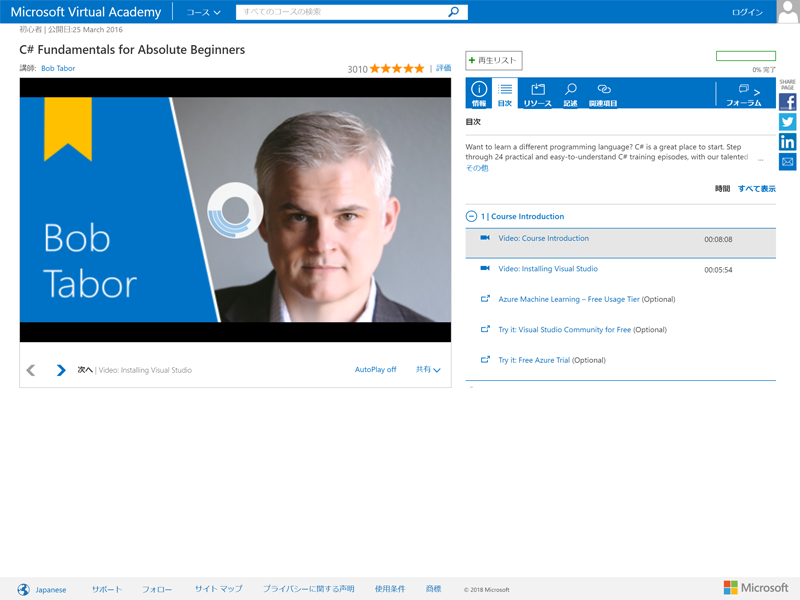 Microsoft Virtual Academy
コース
すべてのコースの検索
ログイン
初心者 | 公開日:25 March 2016
C# Fundamentals for Absolute Beginners
講師: Bob Tabor
3010
| 評価
Bob
Tabor
次へ | Video: Installing Visual Studio
AutoPlay off
共有
+ 再生リスト
0% 完了
SHARE
PAGE
情報
目次
リソース
記述
関連項目
フォーラム
目次
Want to learn a different programming language? C# is a great place to start. Step
through 24 practical and easy-to-understand C# training episodes, with our talented ...
その他
時間 すべて表示
1 | Course Introduction
Video: Course Introduction 00:08:08
Video: Installing Visual Studio 00:05:54
Azure Machine Learning – Free Usage Tier (Optional)
Try it: Visual Studio Community for Free (Optional)
Try it: Free Azure Trial (Optional)
Japanese
サポート
フォロー
サイト マップ
プライバシーに関する声明
使用条件
商標
© 2018 Microsoft
Microsoft